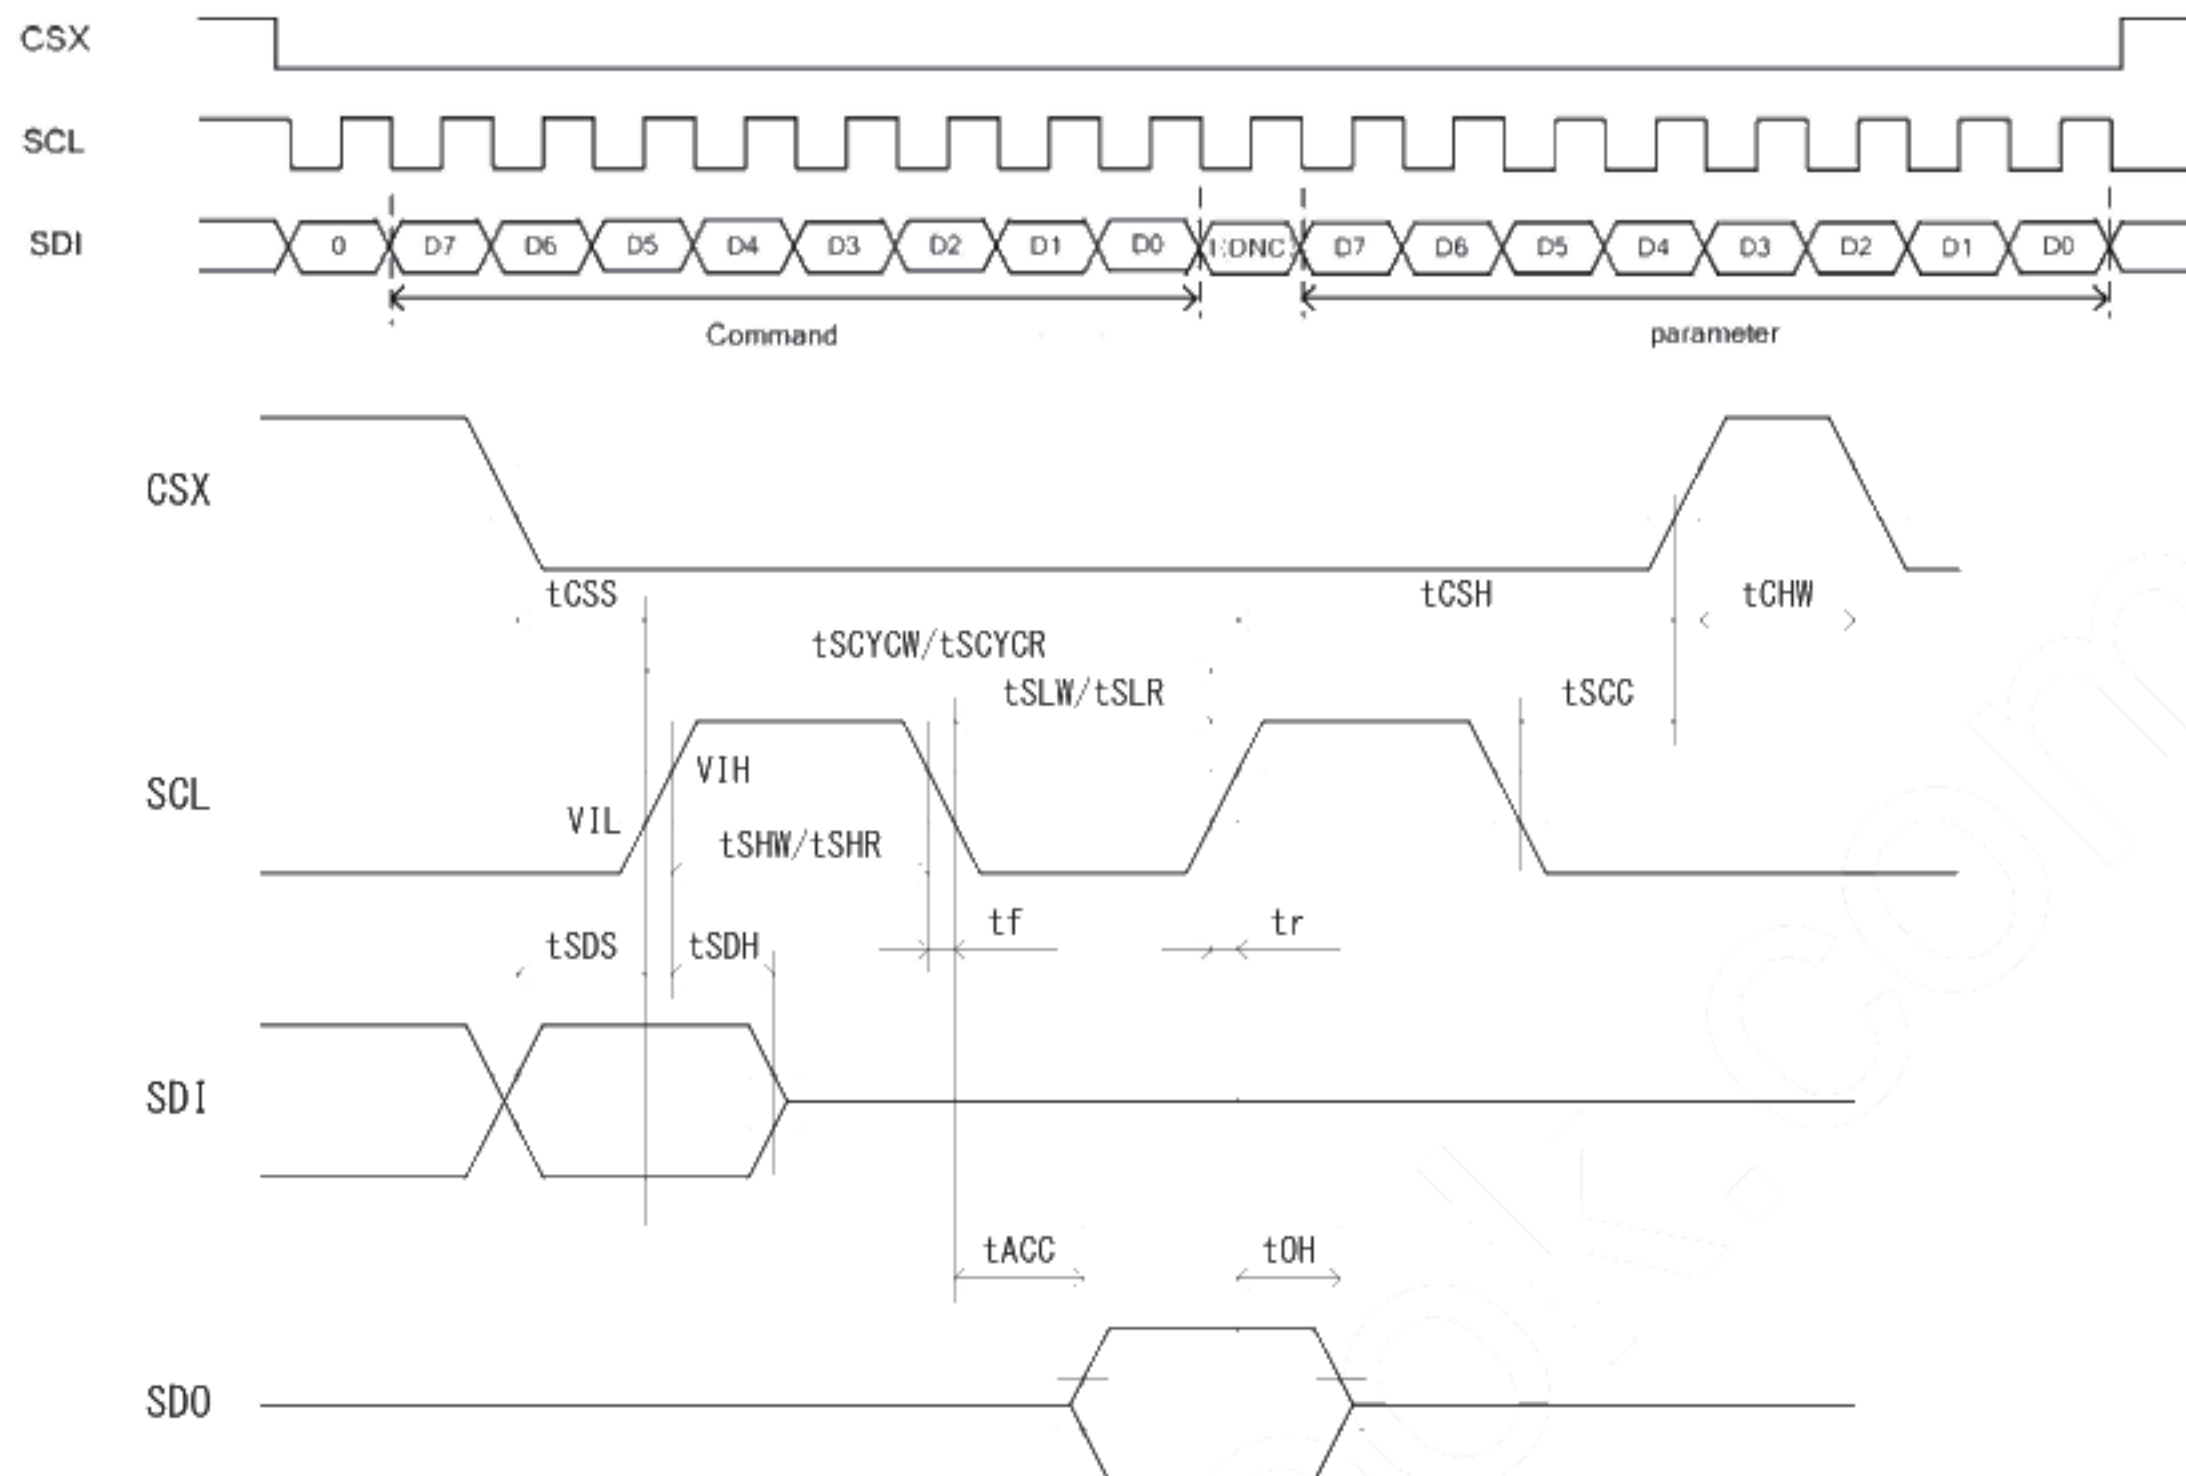 CSX
SCL
SDI 0 D7 D6 D5 D4 D3 D2 D1 D0 D7 D6 D5 D4 D3 D2 D1 D0
Command parameter
CSX
tCSS tCSH tCHW
tSCYCW/tSCYCR
tSLW/tSLR tSCC
VIH
SCL
VIL
tSHW/tSHR
tf tr
tSDS tSDH
SDI
tACC tOH
SDO